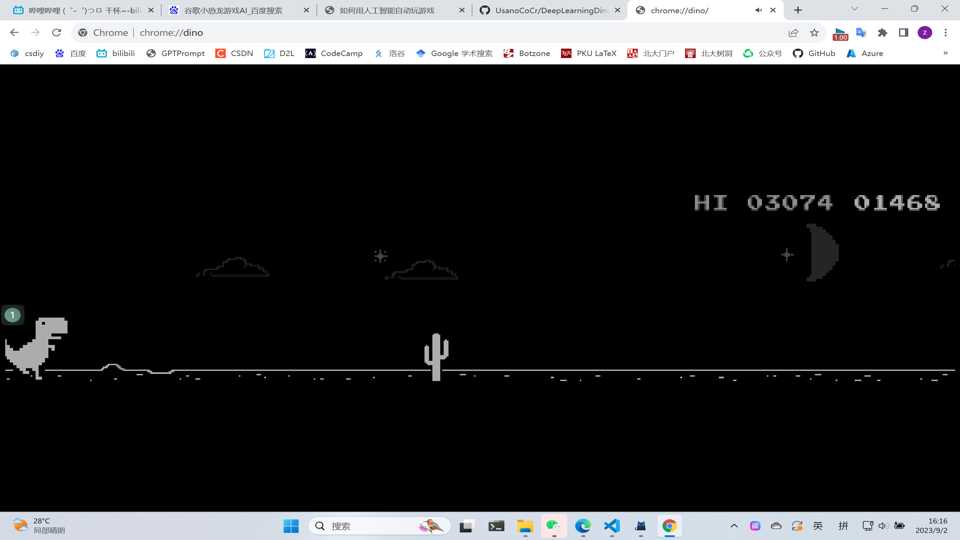 哔哩哔哩 (゜-゜)つロ 干杯~-bili
谷歌小恐龙游戏AI_百度搜索
如何用人工智能自动玩游戏
UsanoCoCr/DeepLearningDino
chrome://dino/
Chrome | chrome://dino
1.00
z
csdiy
百度
bilibili
GPTPrompt
CSDN
D2L
CodeCamp
洛谷
Google 学术搜索
Botzone
PKU LaTeX
北大门户
北大树洞
公众号
GitHub
Azure
»
HI 03074 01468
1
28°C
局部晴朗
搜索
英
拼
16:16
2023/9/2